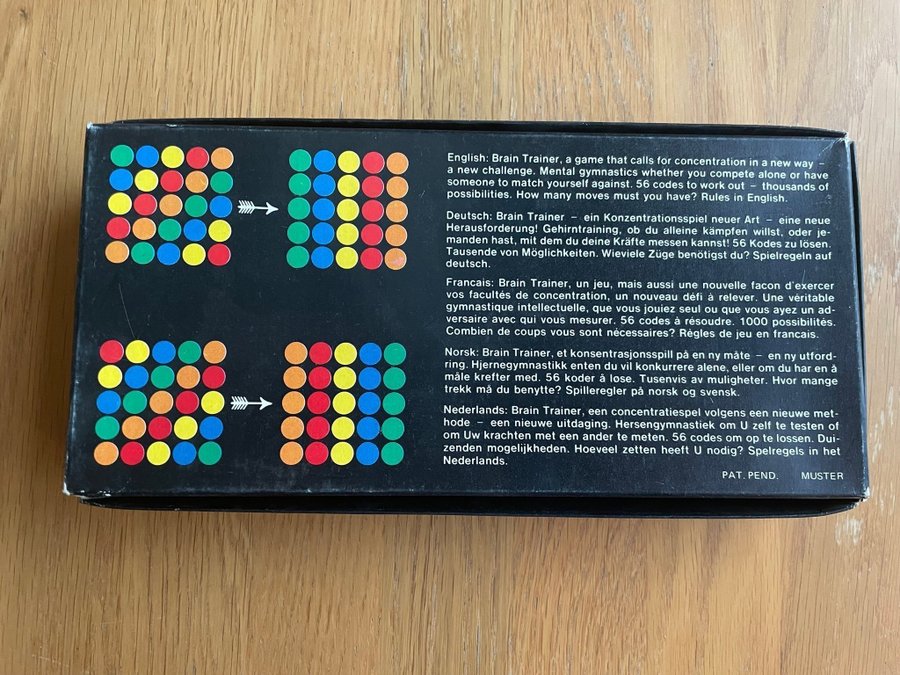 English: Brain Trainer, a game that calls for concentration in a new way –
a new challenge. Mental gymnastics whether you compete alone or have
someone to match yourself against. 56 codes to work out – thousands of
possibilities. How many moves must you have? Rules in English.
Deutsch: Brain Trainer – ein Konzentrationsspiel neuer Art – eine neue
Herausforderung! Gehirntraining, ob du alleine kämpfen willst, oder je-
manden hast, mit dem du deine Kräfte messen kannst! 56 Kodes zu lösen.
Tausende von Möglichkeiten. Wieviele Züge benötigst du? Spielregeln auf
deutsch.
Francais: Brain Trainer, un jeu, mais aussi une nouvelle facon d'exercer
vos facultés de concentration, un nouveau défi à relever. Une véritable
gymnastique intellectuelle, que vous jouiez seul ou que vous ayez un ad-
versaire avec qui vous mesurer. 56 codes à résoudre. 1000 possibilités.
Combien de coups vous sont nécessaires? Régles de jeu en francais.
Norsk: Brain Trainer, et konsentrasjonsspill på en ny måte – en ny utford-
ring. Hjernegymnastikk enten du vil konkurrere alene, eller om du har en å
måle krefter med. 56 koder å lose. Tusenvis av muligheter. Hvor mange
trekk må du benytte? Spilleregler på norsk og svensk.
Nederlands: Brain Trainer, een concentratiespel volgens een nieuwe met-
hode – een nieuwe uitdaging. Hersengymnastiek om U zelf te testen of
om Uw krachten met een ander te meten. 56 codes om op te lossen. Dui-
zenden mogelijkheden. Hoeveel zetten heeft U nodig? Spelregels in het
Nederlands.
PAT. PEND. MUSTER